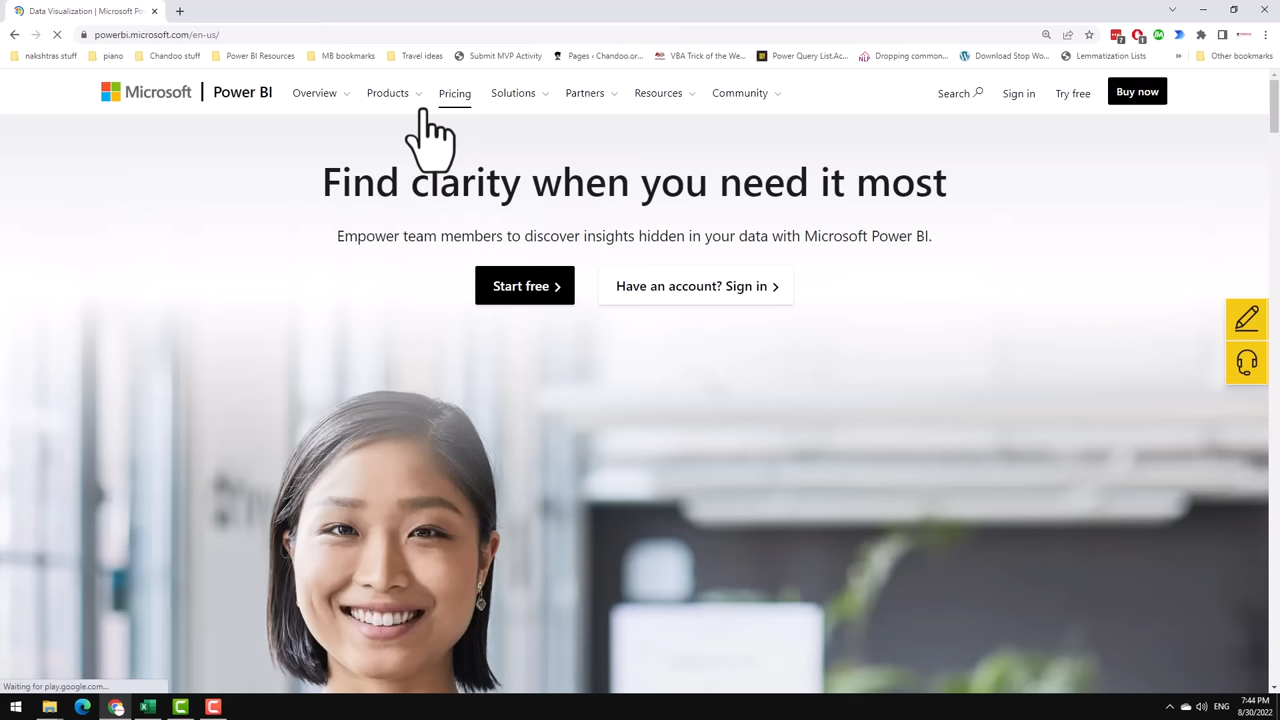 Data Visualization | Microsoft Pow
powerbi.microsoft.com/en-us/
nakshtras stuff piano Chandoo stuff Power BI Resources MB bookmarks Travel ideas Submit MVP Activity Pages ‹ Chandoo.or... VBA Trick of the We... Power Query List.Ac... Dropping common... Download Stop Wo... Lemmatization Lists » Other bookmarks
Microsoft Power BI Overview Products Pricing Solutions Partners Resources Community Search Sign in Try free Buy now
Find clarity when you need it most
Empower team members to discover insights hidden in your data with Microsoft Power BI.
Start free Have an account? Sign in
Waiting for play.google.com...
ENG
7:44 PM
8/30/2022